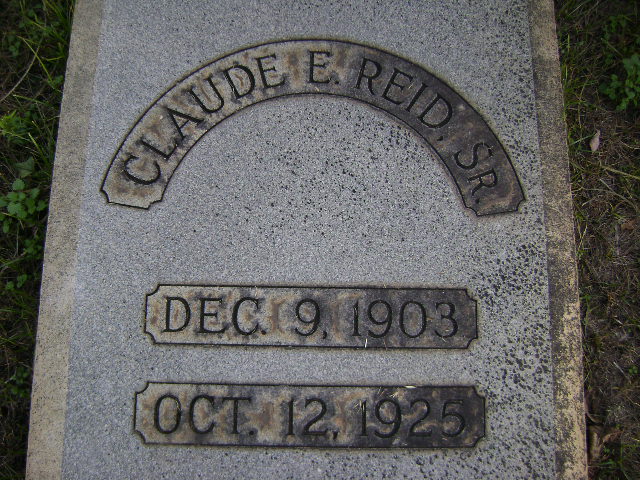 CLAUDE E. REID, SR.
DEC. 9, 1903
OCT. 12, 1925